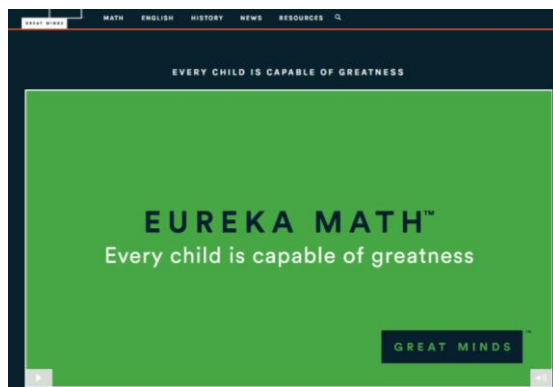 GREAT MINDS
MATH ENGLISH HISTORY NEWS RESOURCES
EVERY CHILD IS CAPABLE OF GREATNESS
EUREKA MATH™
Every child is capable of greatness
GREAT MINDS™